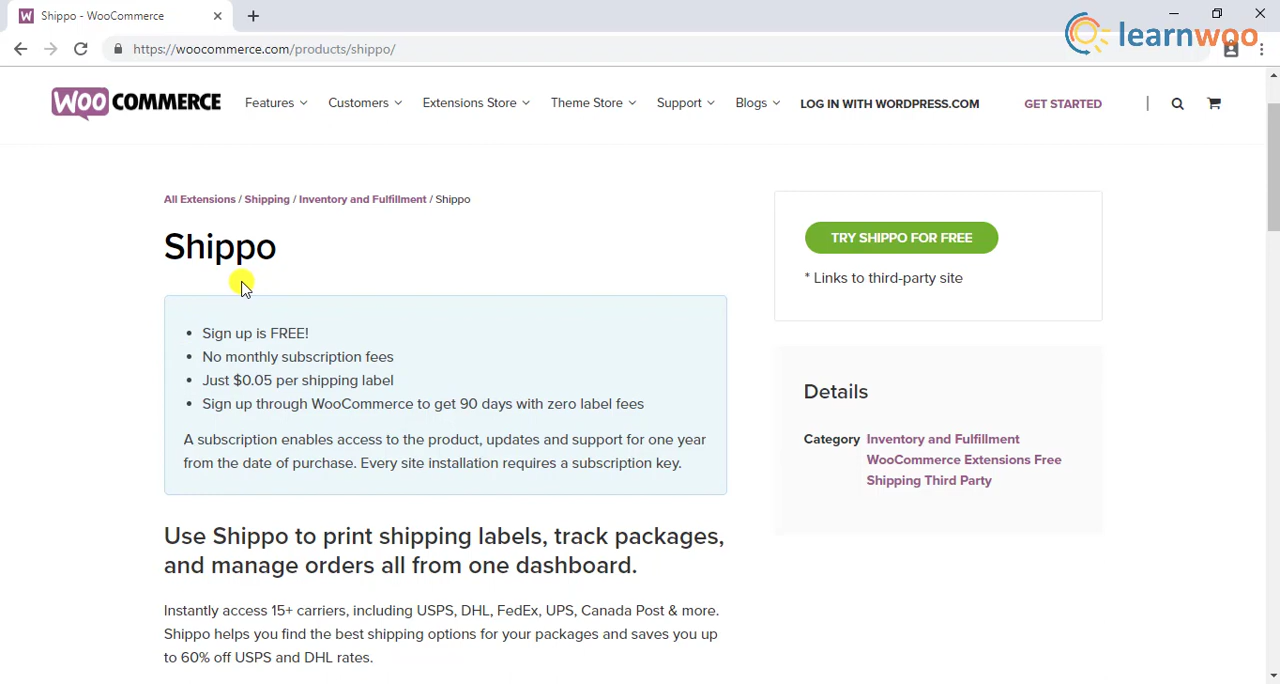 Shippo - WooCommerce
learnwoo
https://woocommerce.com/products/shippo/
WOO COMMERCE
Features
Customers
Extensions Store
Theme Store
Support
Blogs
LOG IN WITH WORDPRESS.COM
GET STARTED
All Extensions / Shipping / Inventory and Fulfillment / Shippo
Shippo
• Sign up is FREE!
• No monthly subscription fees
• Just $0.05 per shipping label
• Sign up through WooCommerce to get 90 days with zero label fees
A subscription enables access to the product, updates and support for one year
from the date of purchase. Every site installation requires a subscription key.
Use Shippo to print shipping labels, track packages,
and manage orders all from one dashboard.
Instantly access 15+ carriers, including USPS, DHL, FedEx, UPS, Canada Post & more.
Shippo helps you find the best shipping options for your packages and saves you up
to 60% off USPS and DHL rates.
TRY SHIPPO FOR FREE
* Links to third-party site
Details
Category Inventory and Fulfillment
WooCommerce Extensions Free
Shipping Third Party